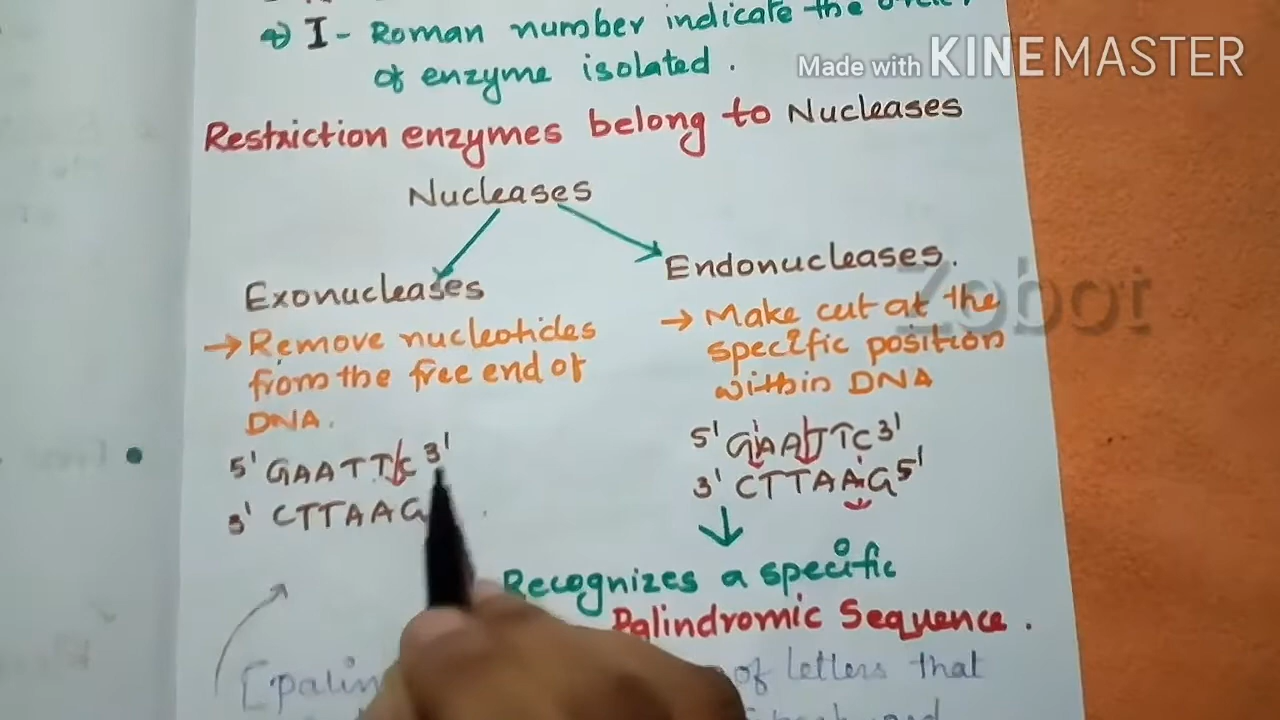 4) I - Roman number indicate the
of enzyme isolated.
Made with KINEMASTER
Restriction enzymes belong to Nucleases
Nucleases
Exonucleases
Endonucleases.
Zobot
→ Remove nucleotides
from the free end of
DNA.
→ Make cut at the
specific position
within DNA
5' GAATTC 3'
3' CTTAAG
5' GAATTC 3'
3' CTTAAG 5'
Recognizes a specific
Palindromic Sequence.
of letters that